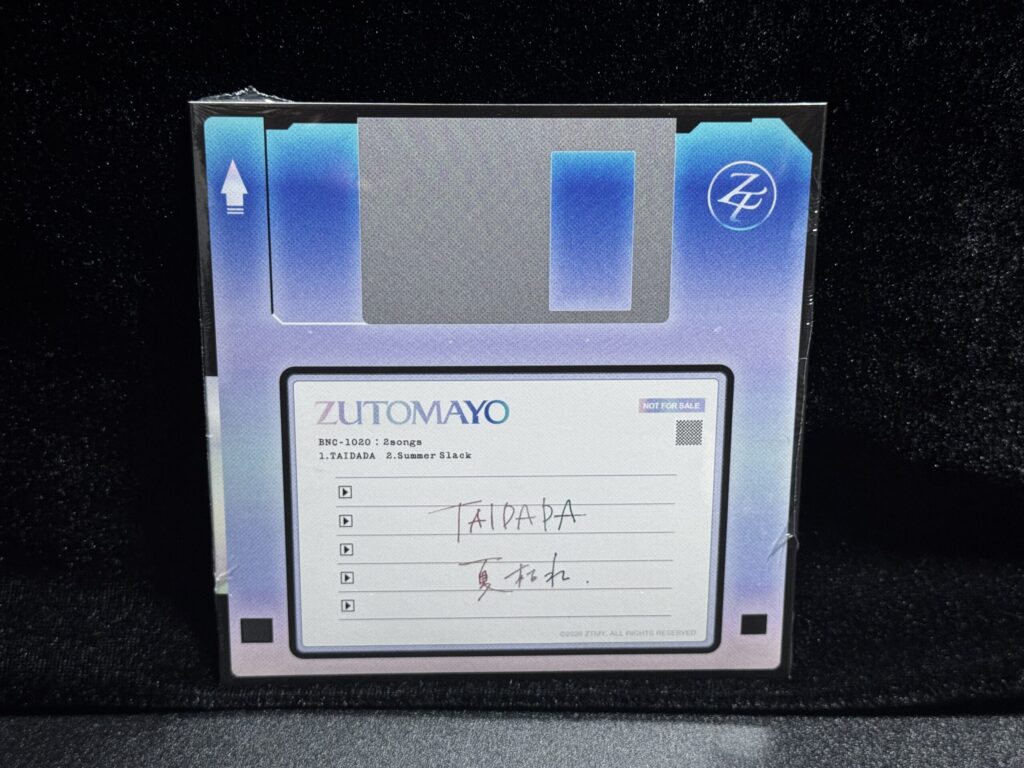 ZUTOMAYO
NOT FOR SALE
BNC-1020:2songs
1.TAIDADA 2.Summer Slack
TAIDADA
夏枯れ.
ZTMY. ALL RIGHTS RESERVED